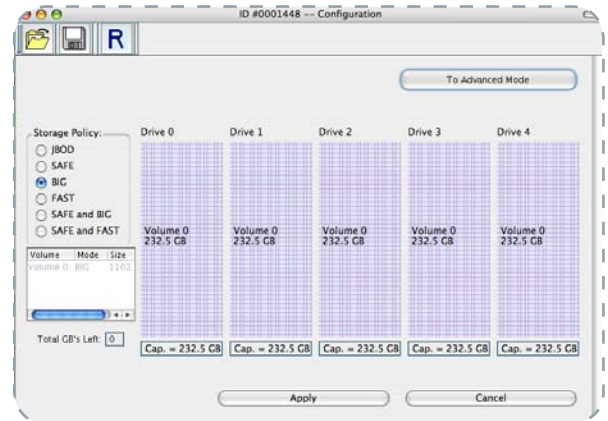 ID #0001448 -- Configuration
R
To Advanced Mode
Storage Policy:
JBOD
SAFE
BIG
FAST
SAFE and BIG
SAFE and FAST
Drive 0
Drive 1
Drive 2
Drive 3
Drive 4
Volume 0
232.5 GB
Volume 0
232.5 GB
Volume 0
232.5 GB
Volume 0
232.5 GB
Volume 0
232.5 GB
Volume Mode Size
Volume 0 BIG 1162
Total GB's Left: 0
Cap. = 232.5 GB
Cap. = 232.5 GB
Cap. = 232.5 GB
Cap. = 232.5 GB
Cap. = 232.5 GB
Apply
Cancel